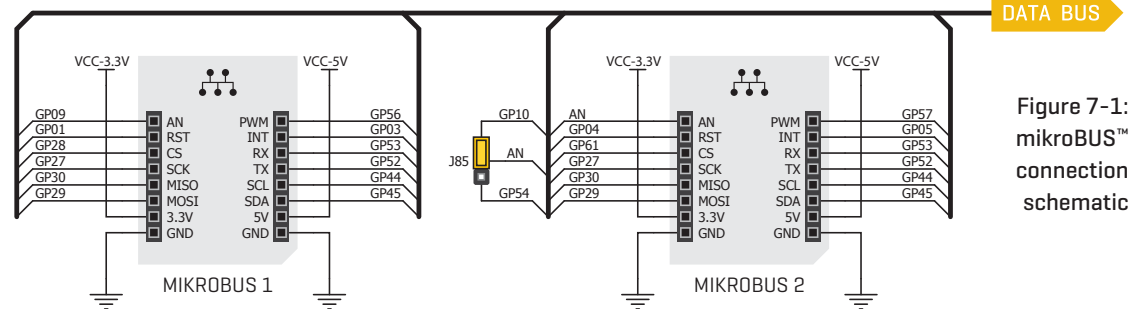 DATA BUS
VCC-3.3V
VCC-5V
GP09
GP01
GP28
GP27
GP30
GP29
AN
RST
CS
SCK
MISO
MOSI
3.3V
GND
PWM
INT
RX
TX
SCL
SDA
5V
GND
GP56
GP03
GP53
GP52
GP44
GP45
MIKROBUS 1
GP10
J85
AN
GP54
VCC-3.3V
VCC-5V
AN
GP04
GP61
GP27
GP30
GP29
AN
RST
CS
SCK
MISO
MOSI
3.3V
GND
PWM
INT
RX
TX
SCL
SDA
5V
GND
GP57
GP05
GP53
GP52
GP44
GP45
MIKROBUS 2
Figure 7-1:
mikroBUS™
connection
schematic